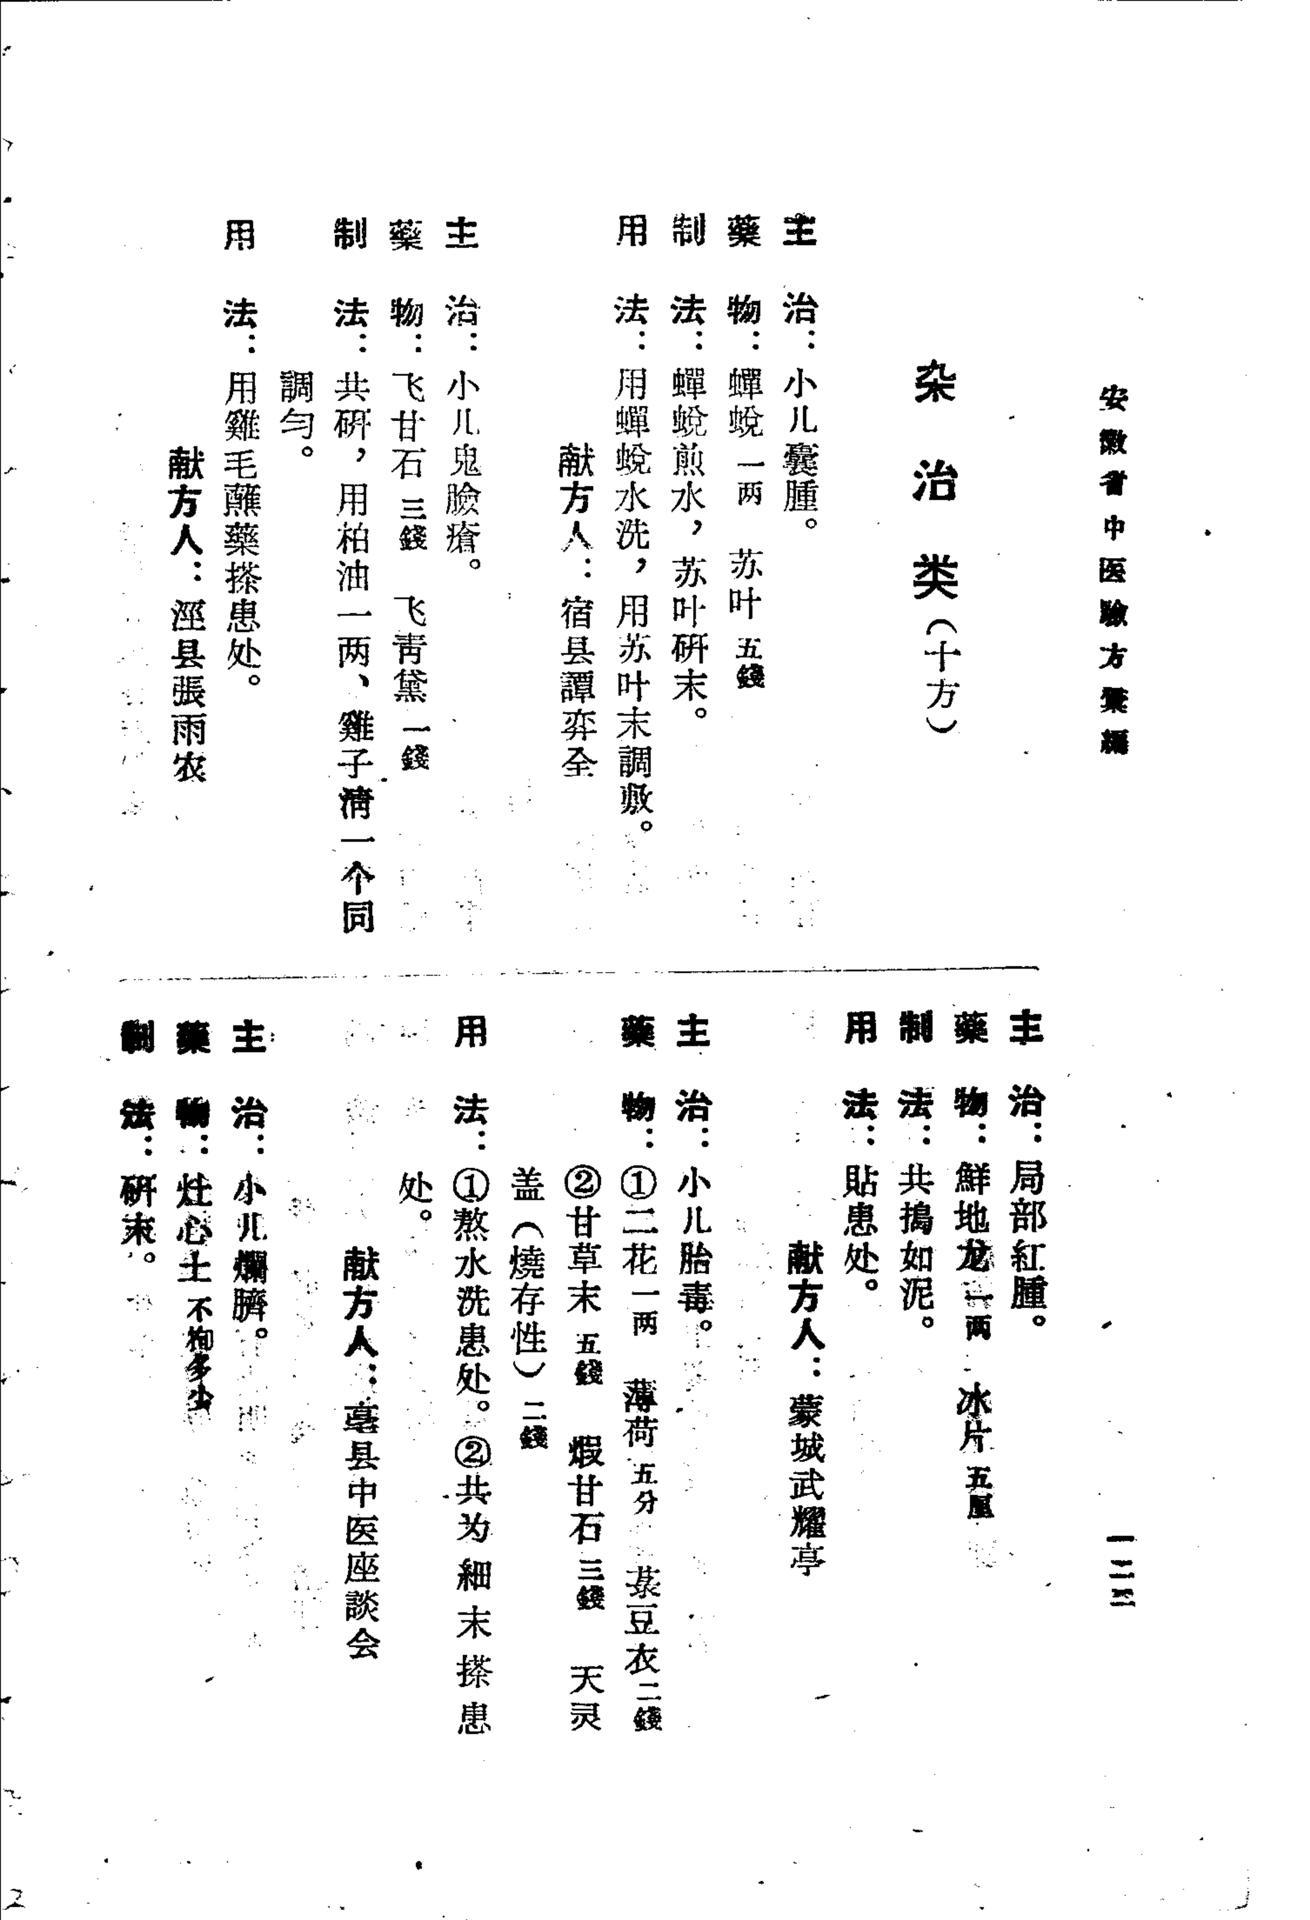 安徽省中医驗方彙編
一二三
杂治类(十方)
主治：小儿囊腫。
藥物：蟬蛻一两 苏叶五錢
制法：蟬蛻煎水，苏叶硏末。
用法：用蟬蛻水洗，用苏叶末調敷。
献方人：宿县譚弈全
主治：小儿鬼臉瘡。
藥物：飞甘石三錢 飞靑黛一錢
制法：共硏，用柏油一两、雞子淸一个同
調匀。
用法：用雞毛蘸藥搽患处。
献方人：涇县張雨农
主治：局部紅腫。
藥物：鮮地龙一两 冰片五厘
制法：共搗如泥。
用法：貼患处。
献方人：蒙城武耀亭
主治：小儿胎毒。
藥物：①二花一两 薄荷五分 菉豆衣二錢
②甘草末五錢 煆甘石三錢 天灵
盖(燒存性)二錢
用法：①熬水洗患处。②共为細末搽患
处。
献方人：亳县中医座談会
主治：小儿爛臍。
藥物：灶心土不拘多少
制法：硏末。